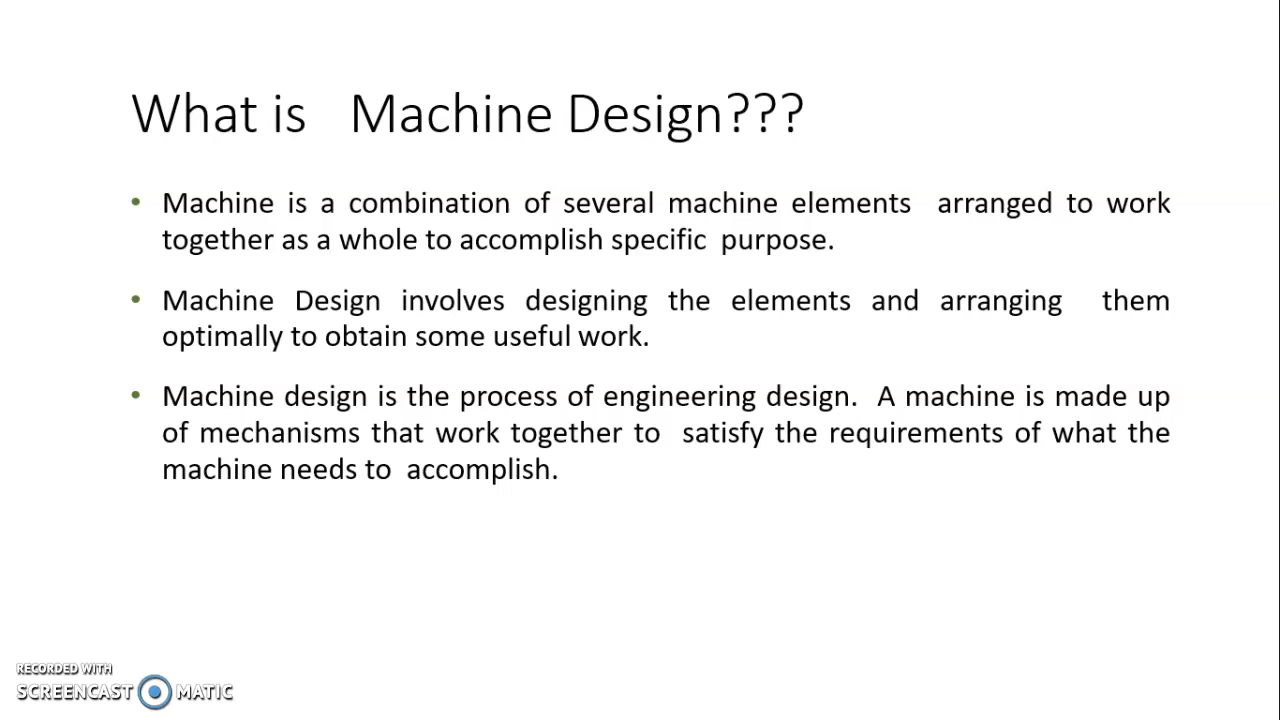 What is Machine Design???
• Machine is a combination of several machine elements arranged to work
together as a whole to accomplish specific purpose.
• Machine Design involves designing the elements and arranging them
optimally to obtain some useful work.
• Machine design is the process of engineering design. A machine is made up
of mechanisms that work together to satisfy the requirements of what the
machine needs to accomplish.
RECORDED WITH
SCREENCAST MATIC